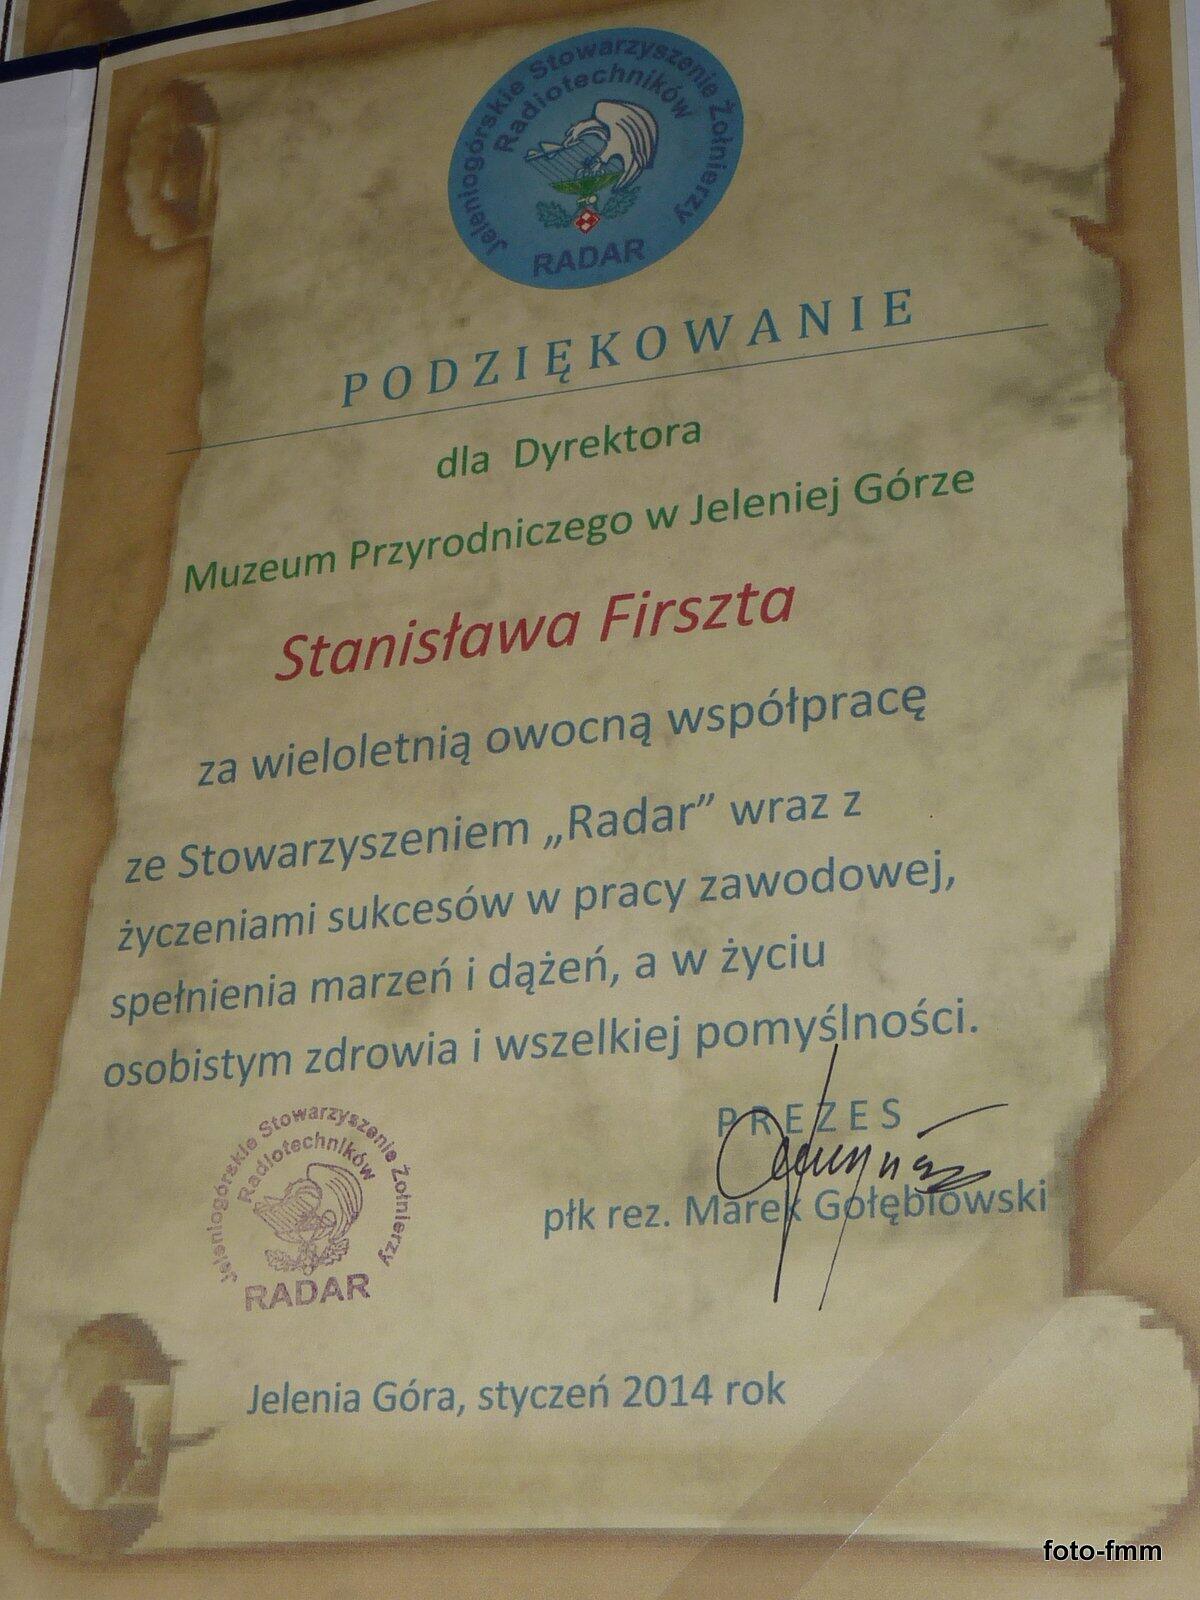 Jeleniogórskie Stowarzyszenie Żołnierzy
Radiotechników
RADAR
PODZIĘKOWANIE
dla Dyrektora
Muzeum Przyrodniczego w Jeleniej Górze
Stanisława Firszta
za wieloletnią owocną współpracę
ze Stowarzyszeniem „Radar” wraz z
życzeniami sukcesów w pracy zawodowej,
spełnienia marzeń i dążeń, a w życiu
osobistym zdrowia i wszelkiej pomyślności.
PREZES
płk rez. Marek Gołębiowski
Jeleniogórskie Stowarzyszenie Żołnierzy
Radiotechników
RADAR
Jelenia Góra, styczeń 2014 rok
foto-fmm